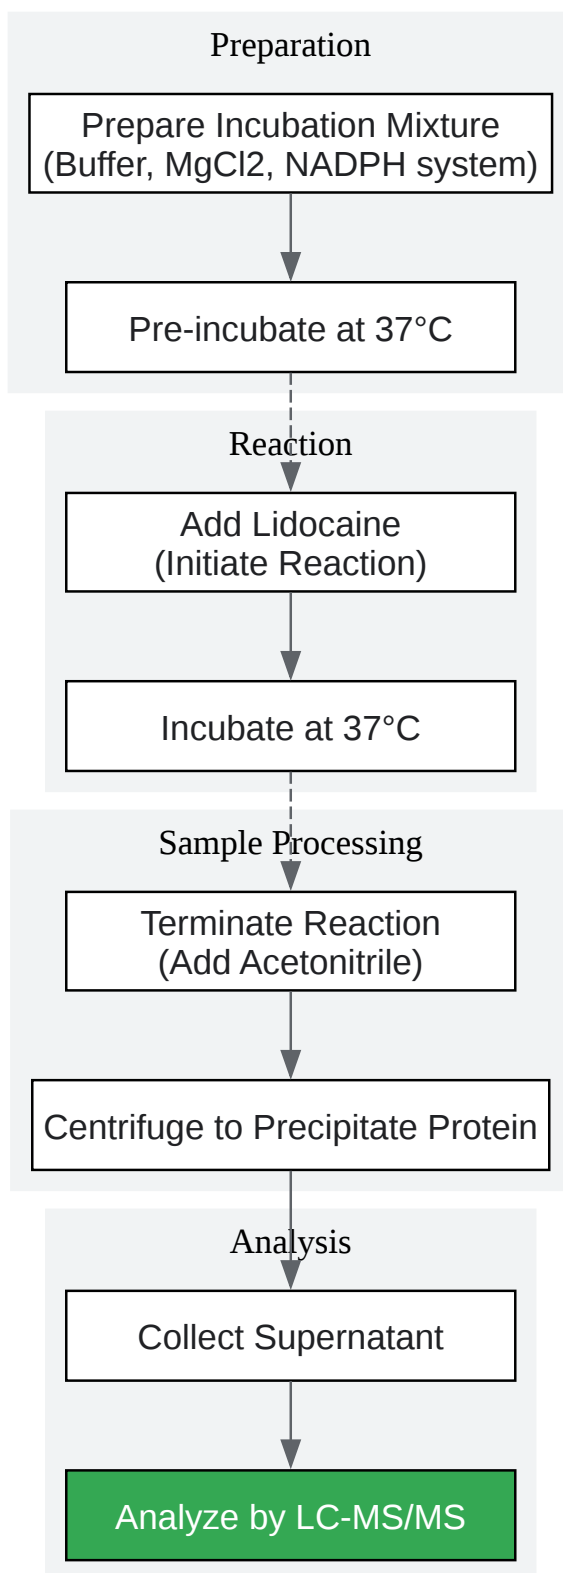 Preparation
Prepare Incubation Mixture
(Buffer, MgCl2, NADPH system)
Pre-incubate at 37°C
Reaction
Add Lidocaine
(Initiate Reaction)
Incubate at 37°C
Sample Processing
Terminate Reaction
(Add Acetonitrile)
Centrifuge to Precipitate Protein
Analysis
Collect Supernatant
Analyze by LC-MS/MS